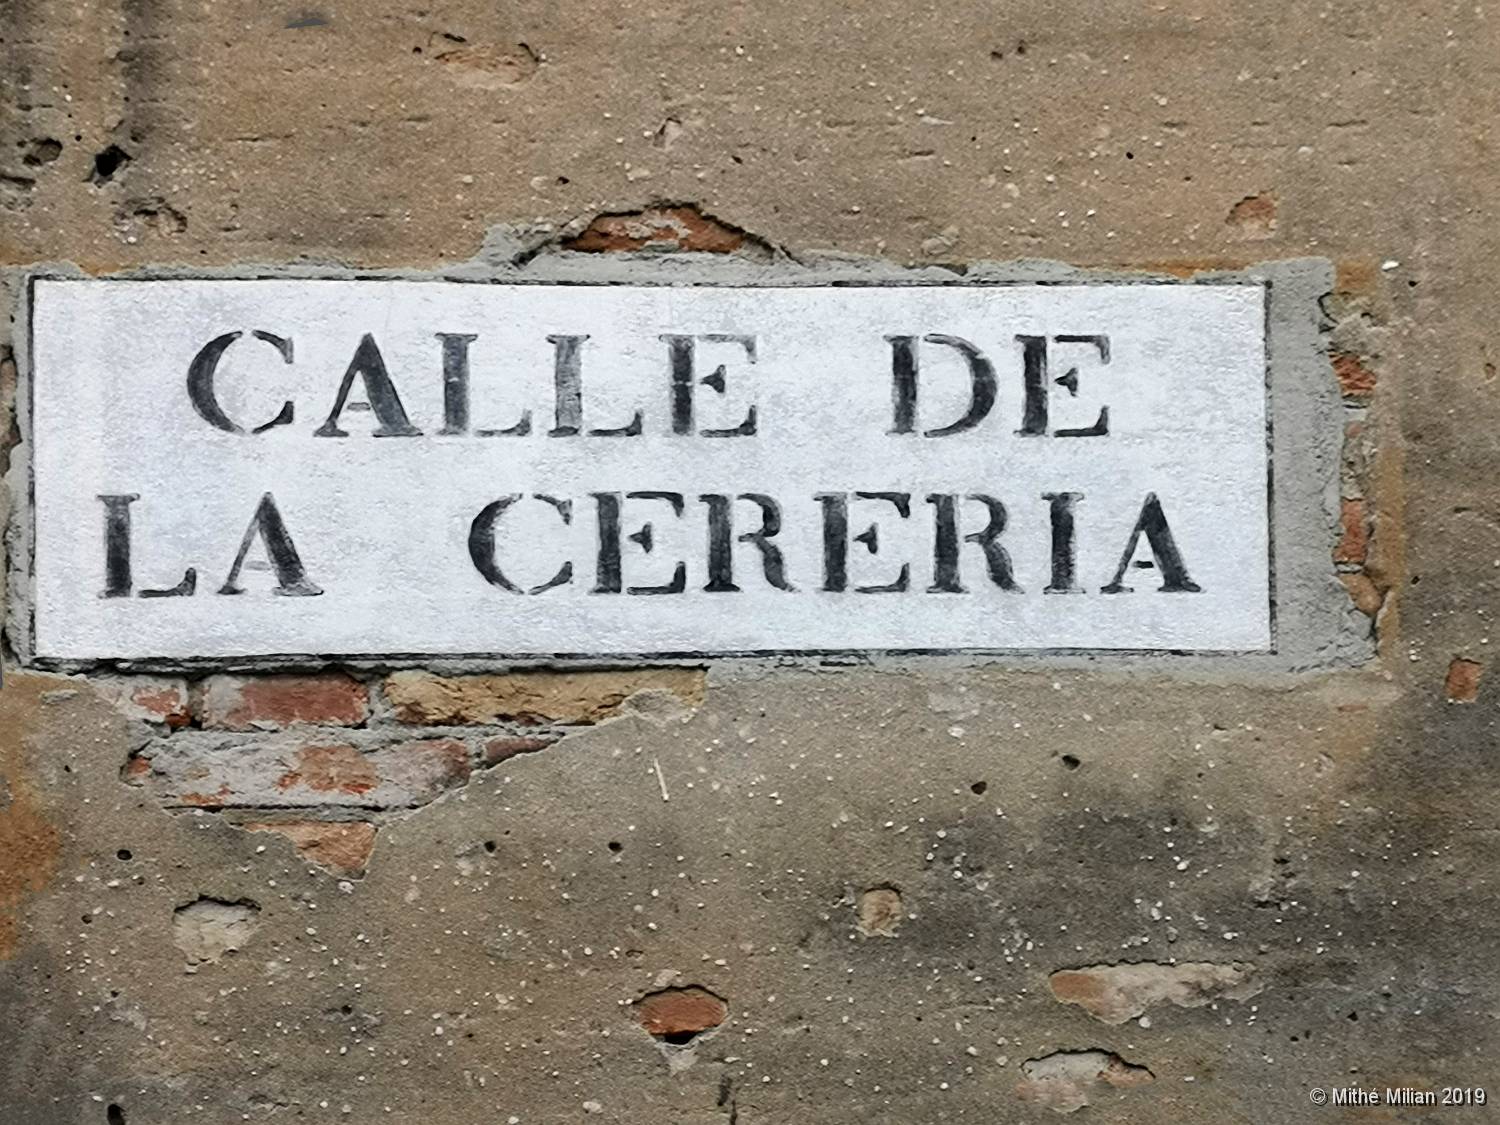 CALLE DE
LA CERERIA
© Mithé Milian 2019